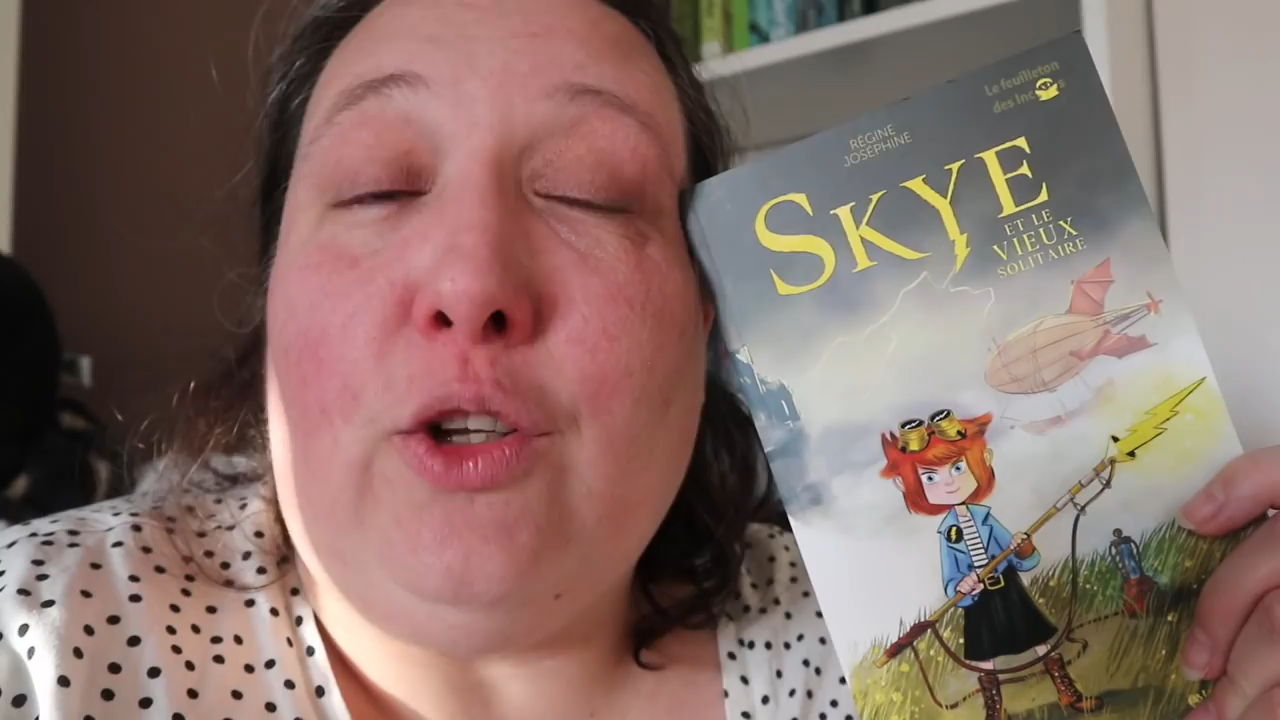 Le feuilleton
des Inc
RÉGINE
JOSÉPHINE
SKYE
ET LE
VIEUX
SOLITAIRE